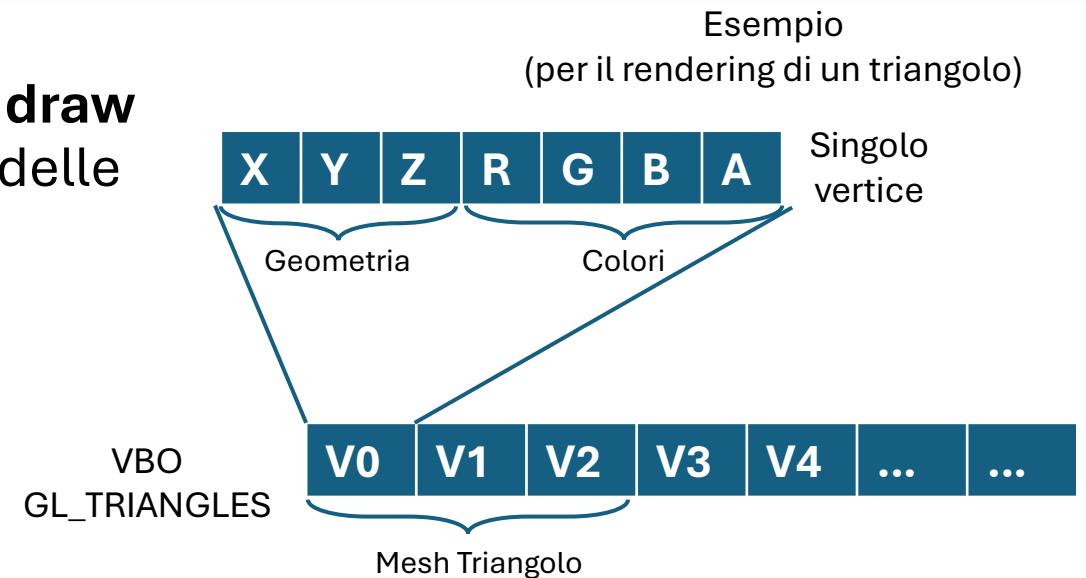 Esempio
(per il rendering di un triangolo)
draw
delle
X Y Z R G B A
Singolo
vertice
Geometria
Colori
VBO
GL_TRIANGLES
V0 V1 V2 V3 V4 ... ...
Mesh Triangolo